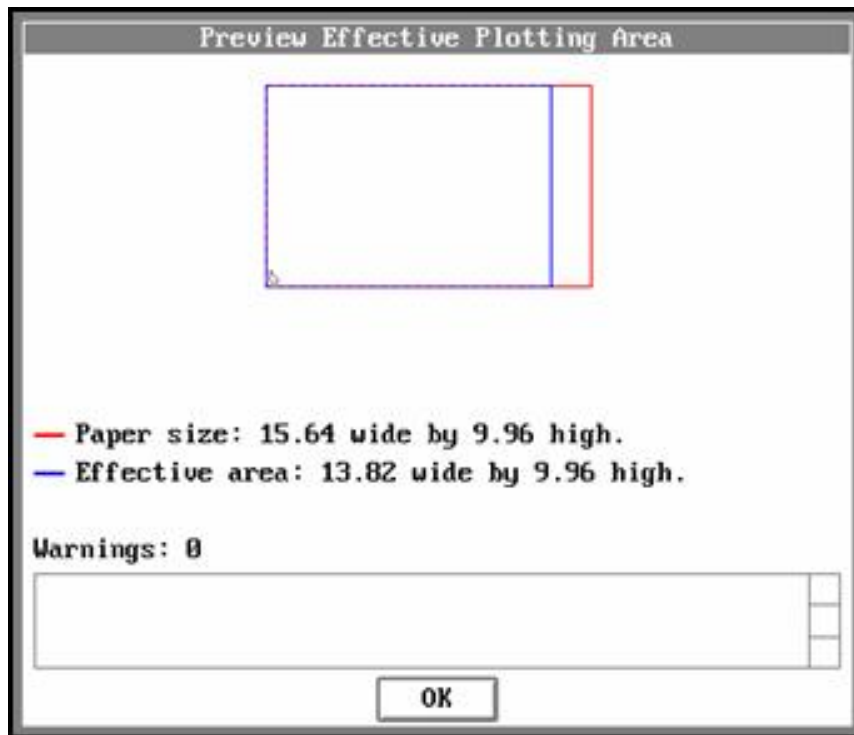 Preview Effective Plotting Area
Paper size: 15.64 wide by 9.96 high.
Effective area: 13.82 wide by 9.96 high.
Warnings: 0
OK